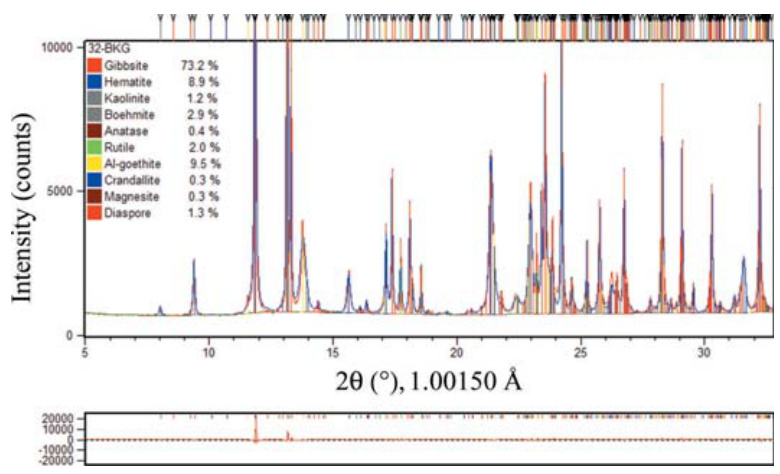 32-BKG
Gibbsite 73.2 %
Hematite 8.9 %
Kaolinite 1.2 %
Boehmite 2.9 %
Anatase 0.4 %
Rutile 2.0 %
Al-goethite 9.5 %
Crandallite 0.3 %
Magnesite 0.3 %
Diaspore 1.3 %
10000
5000
0
Intensity (counts)
5 10 15 20 25 30
2θ (°), 1.00150 Å
20000
10000
0
-10000
-20000